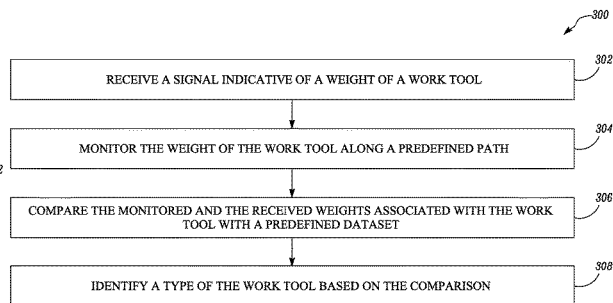 300
302
RECEIVE A SIGNAL INDICATIVE OF A WEIGHT OF A WORK TOOL
304
MONITOR THE WEIGHT OF THE WORK TOOL ALONG A PREDEFINED PATH
306
COMPARE THE MONITORED AND THE RECEIVED WEIGHTS ASSOCIATED WITH THE WORK
TOOL WITH A PREDEFINED DATASET
308
IDENTIFY A TYPE OF THE WORK TOOL BASED ON THE COMPARISON